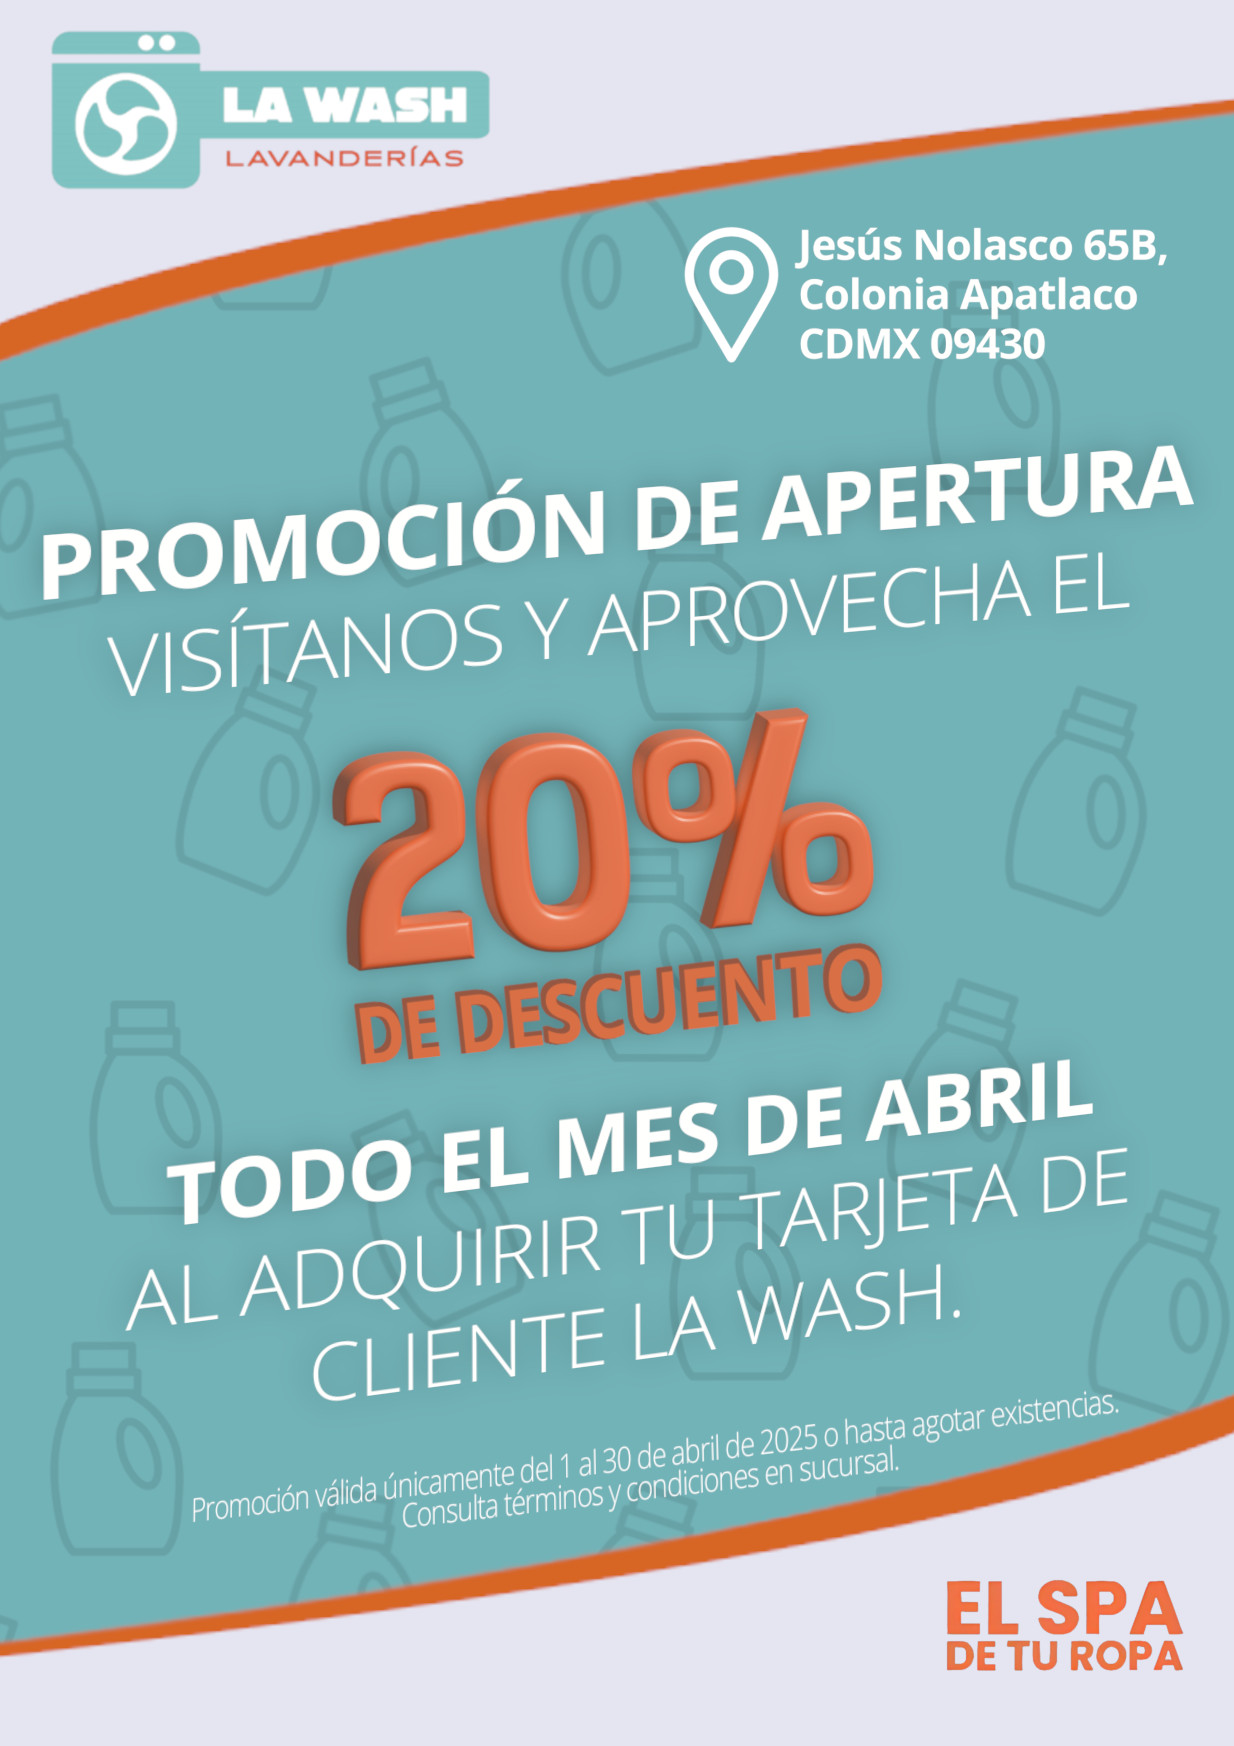 LA WASH
LAVANDERÍAS
Jesús Nolasco 65B,
Colonia Apatlaco
CDMX 09430
PROMOCIÓN DE APERTURA
VISÍTANOS Y APROVECHA EL
20%
DE DESCUENTO
TODO EL MES DE ABRIL
AL ADQUIRIR TU TARJETA DE
CLIENTE LA WASH.
Promoción válida únicamente del 1 al 30 de abril de 2025 o hasta agotar existencias.
Consulta términos y condiciones en sucursal.
EL SPA
DE TU ROPA